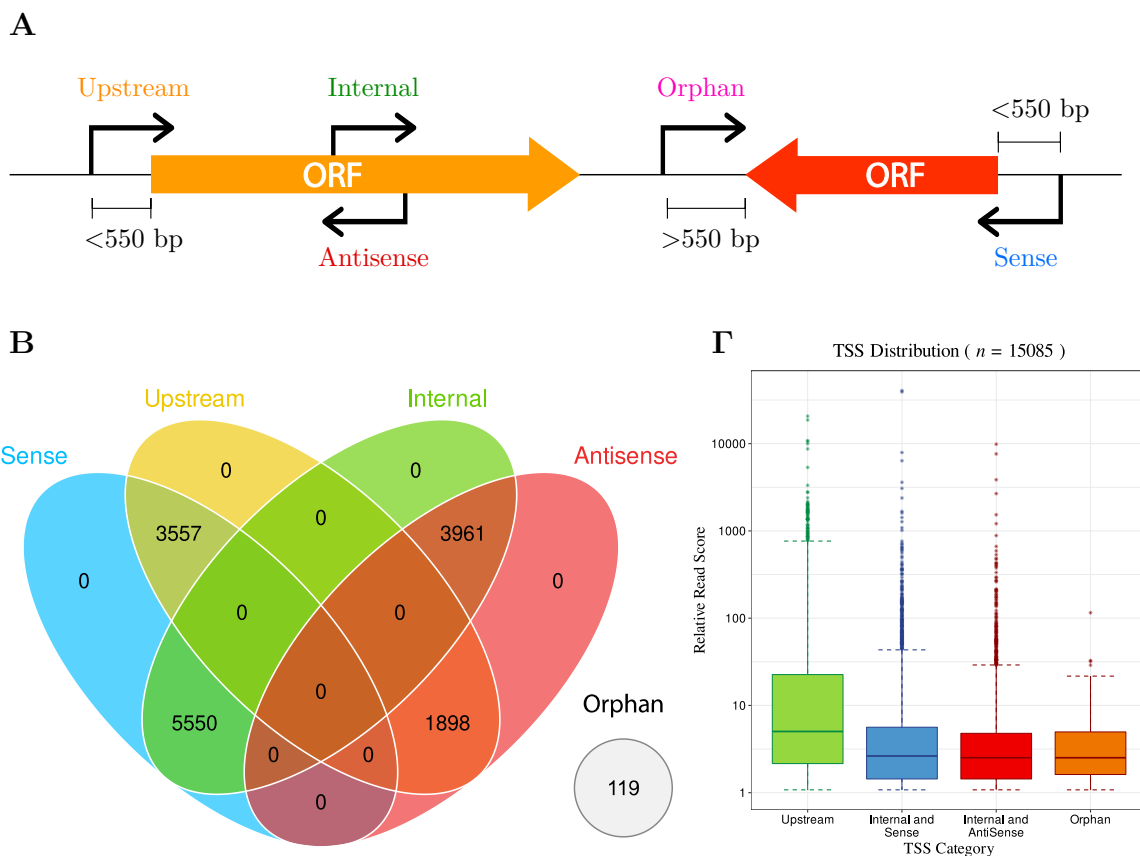 A
Upstream
Internal
Orphan
<550 bp
ORF
ORF
<550 bp
>550 bp
Antisense
Sense
B
Γ
TSS Distribution ( n = 15085 )
Upstream
Internal
Sense
Antisense
0
0
0
3557
3961
0
0
0
0
0
5550
1898
0
0
0
Orphan
119
Relative Read Score
10000
1000
100
10
1
Upstream
Internal and
Sense
Internal and
AntiSense
Orphan
TSS Category